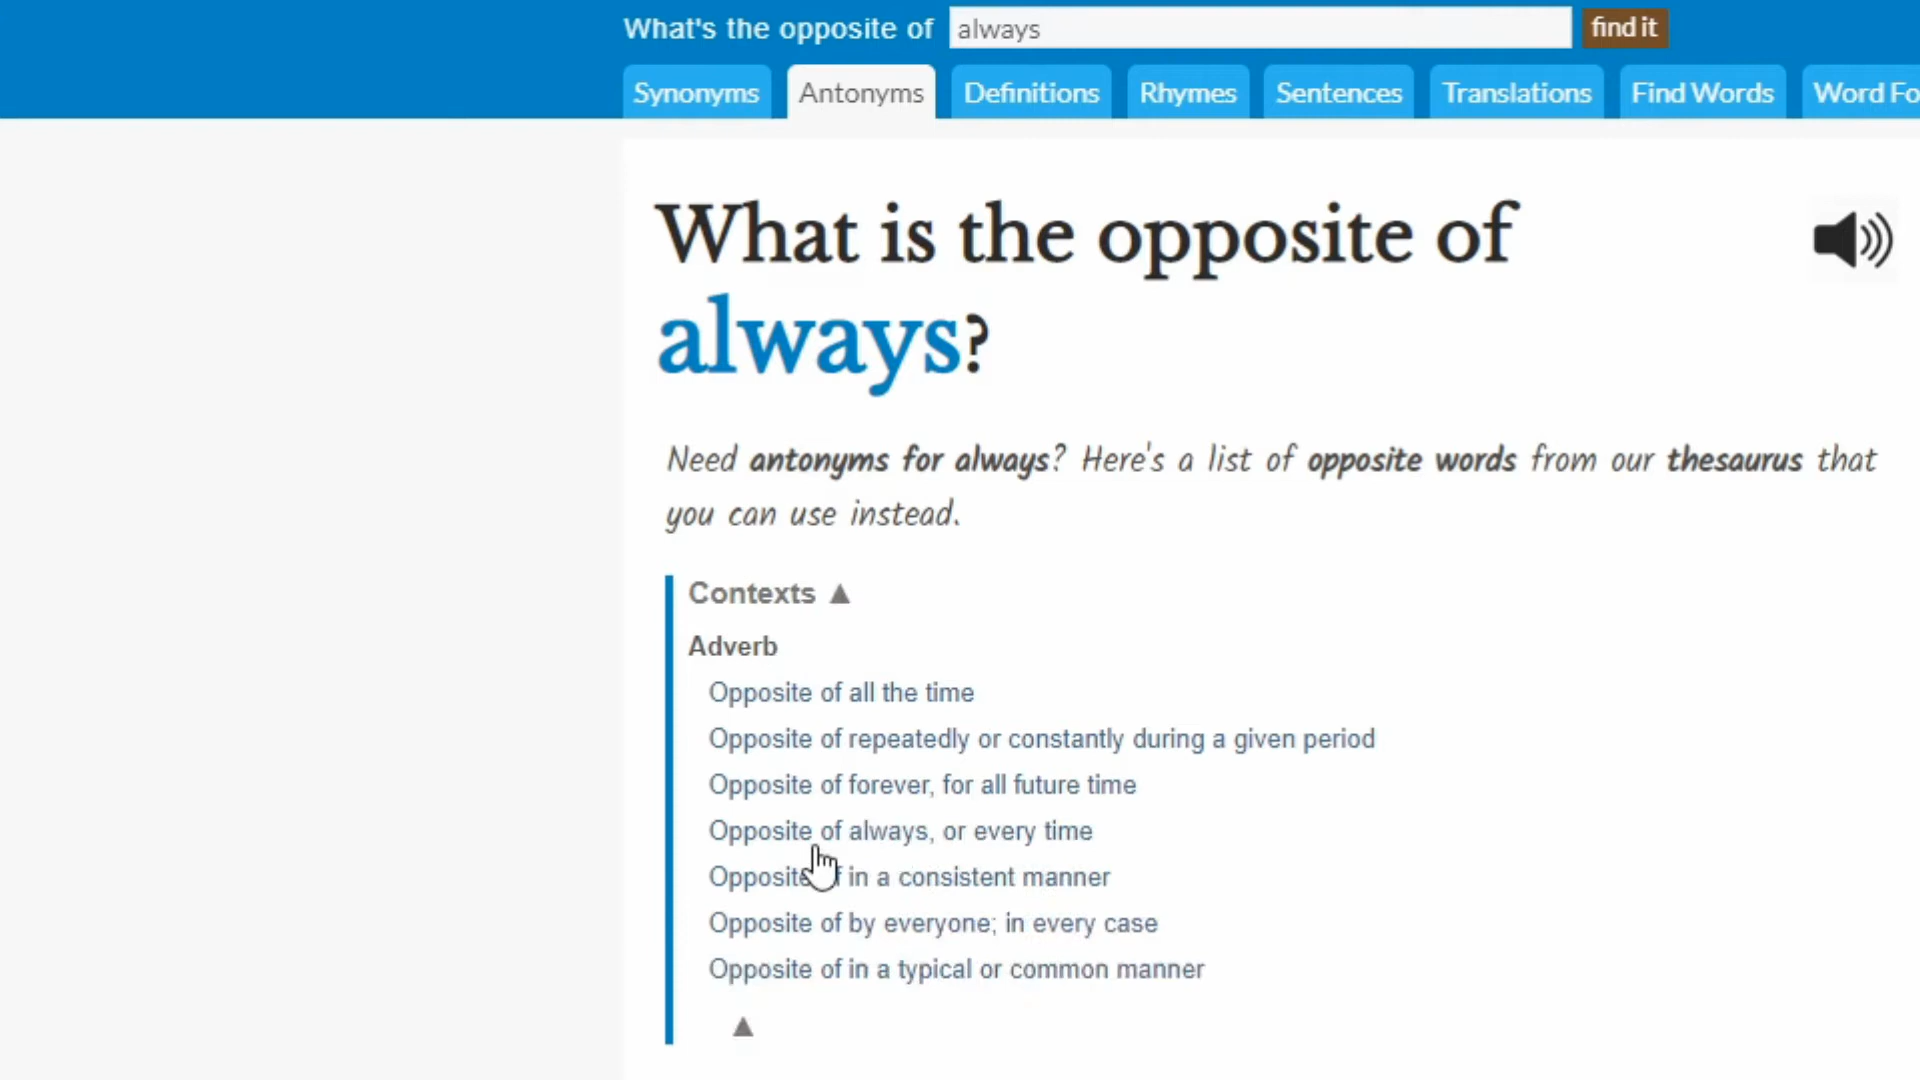 What's the opposite of always find it
Synonyms Antonyms Definitions Rhymes Sentences Translations Find Words Word Fo
What is the opposite of
always?
Need antonyms for always? Here's a list of opposite words from our thesaurus that
you can use instead.
Contexts ▲
Adverb
Opposite of all the time
Opposite of repeatedly or constantly during a given period
Opposite of forever, for all future time
Opposite of always, or every time
Opposite of in a consistent manner
Opposite of by everyone; in every case
Opposite of in a typical or common manner
▲